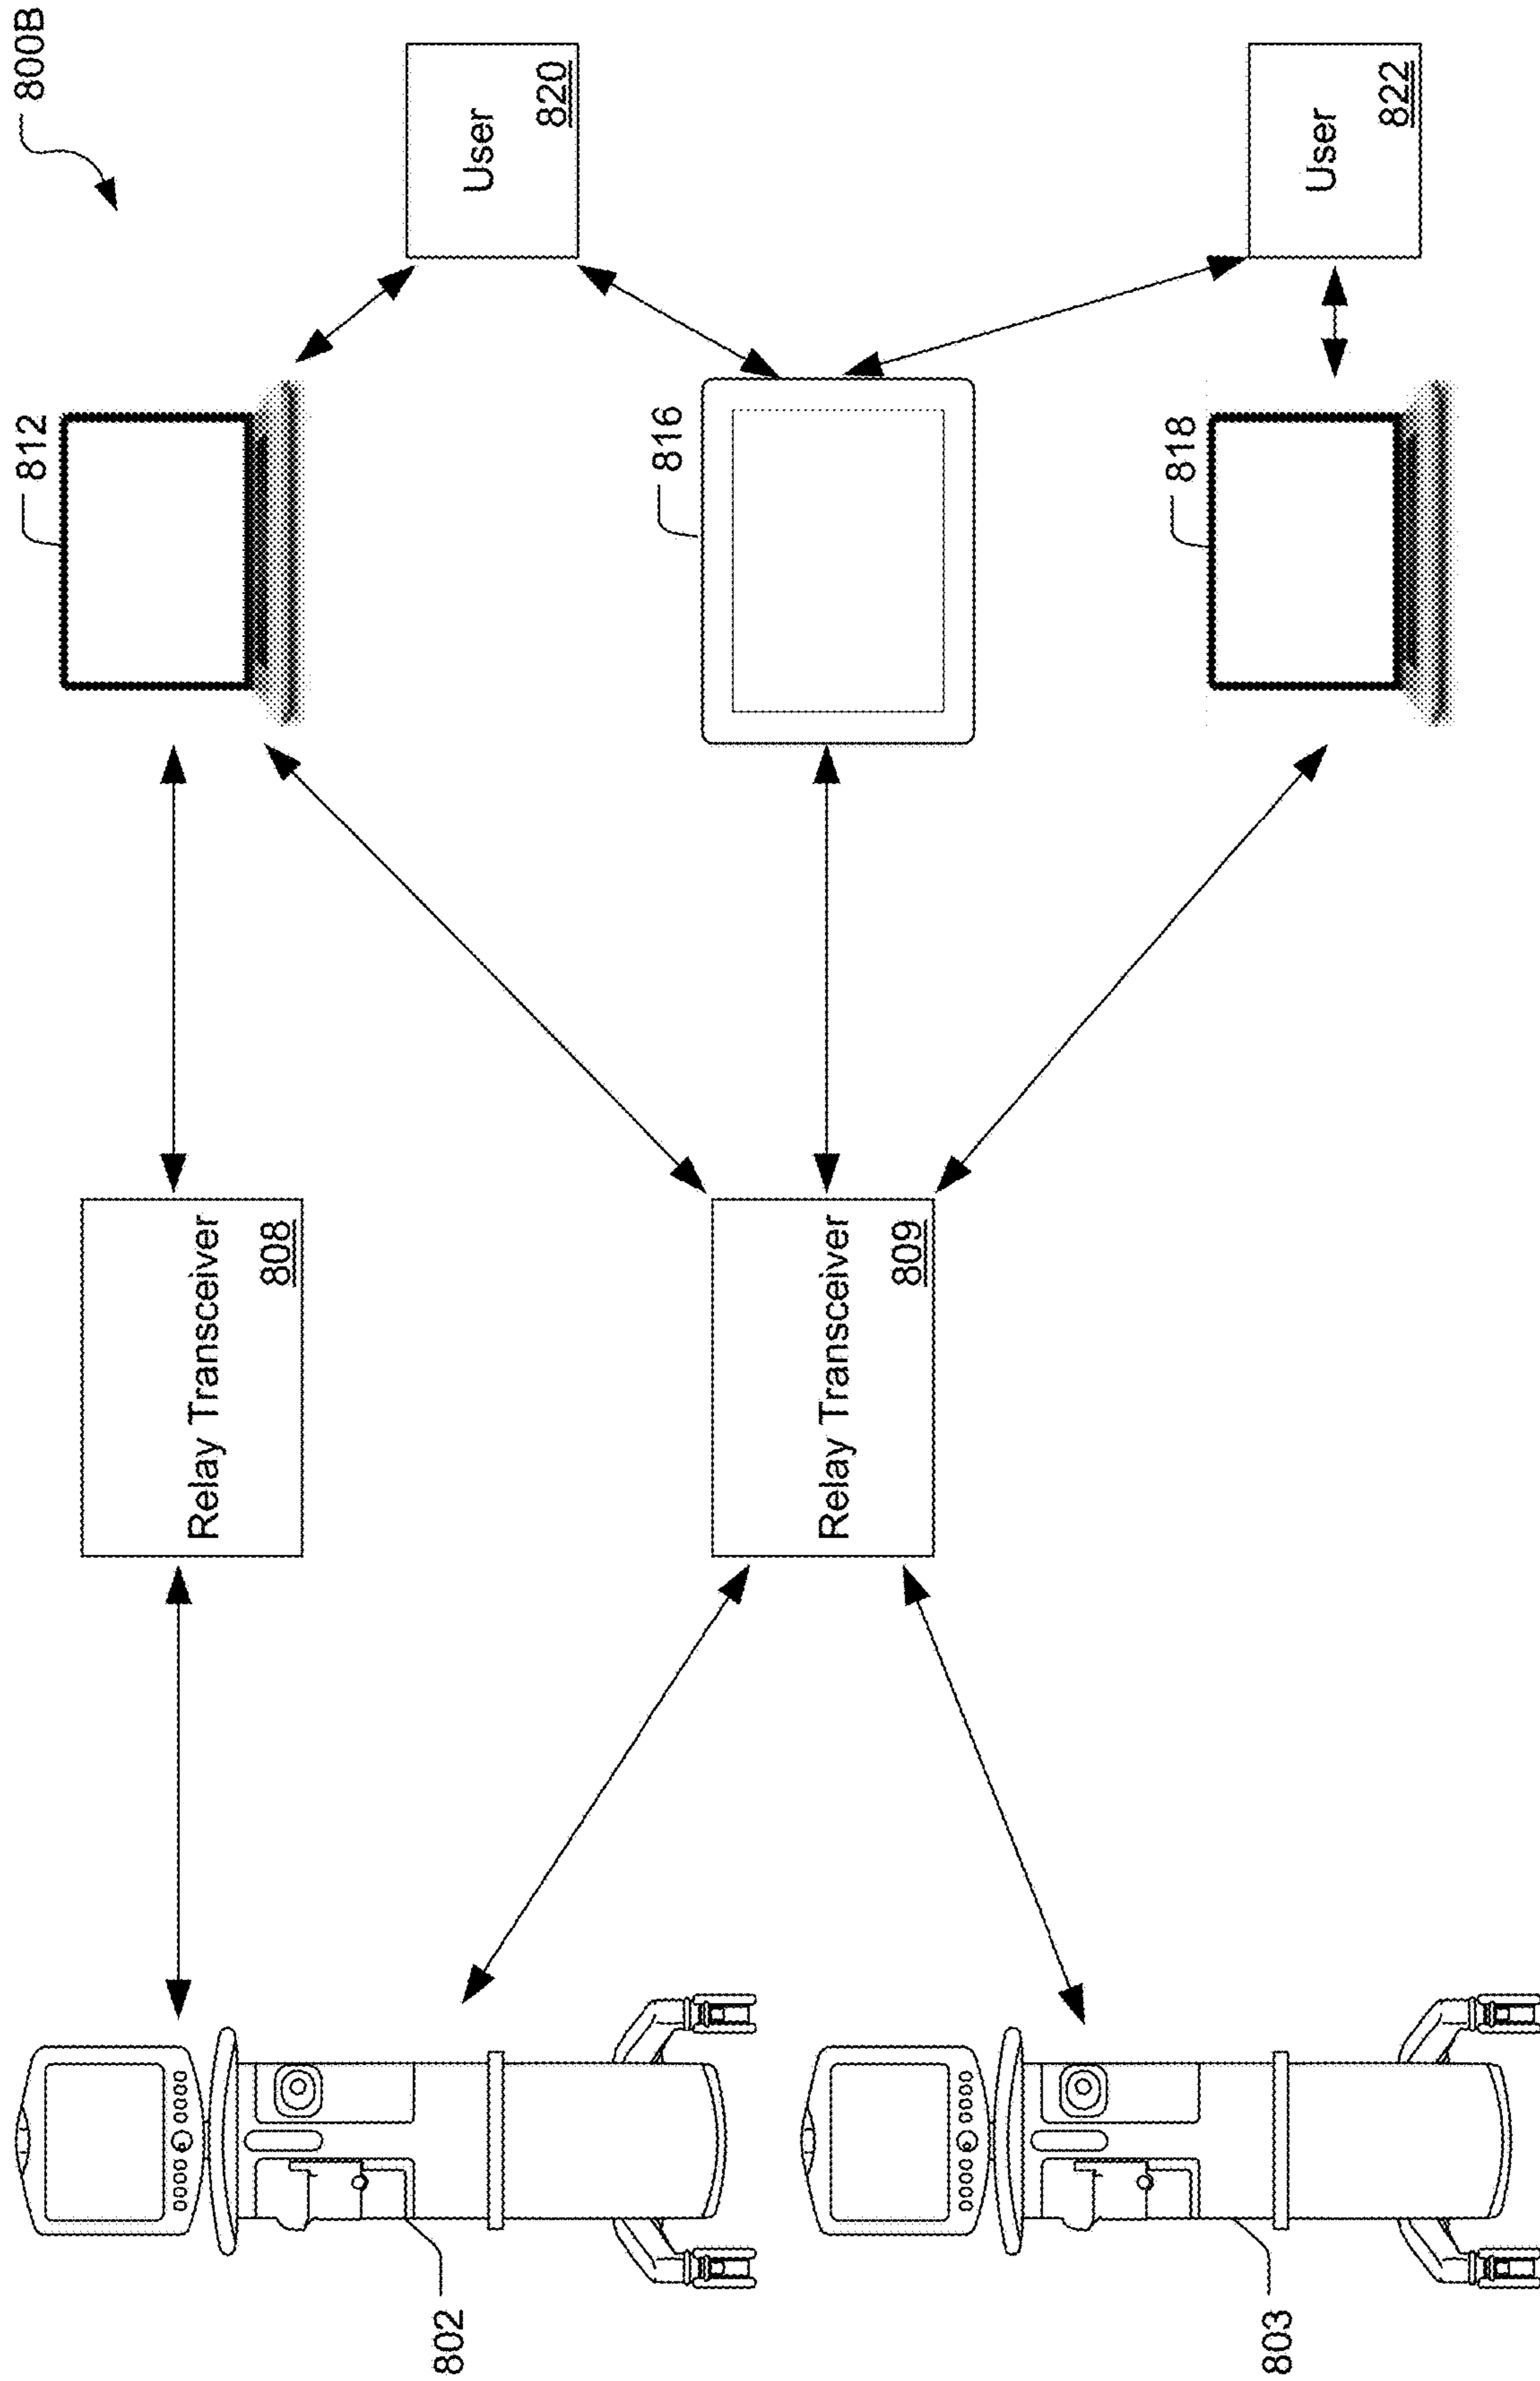 800B
812
User
820
816
818
User
822
Relay Transceiver
808
Relay Transceiver
809
802
803